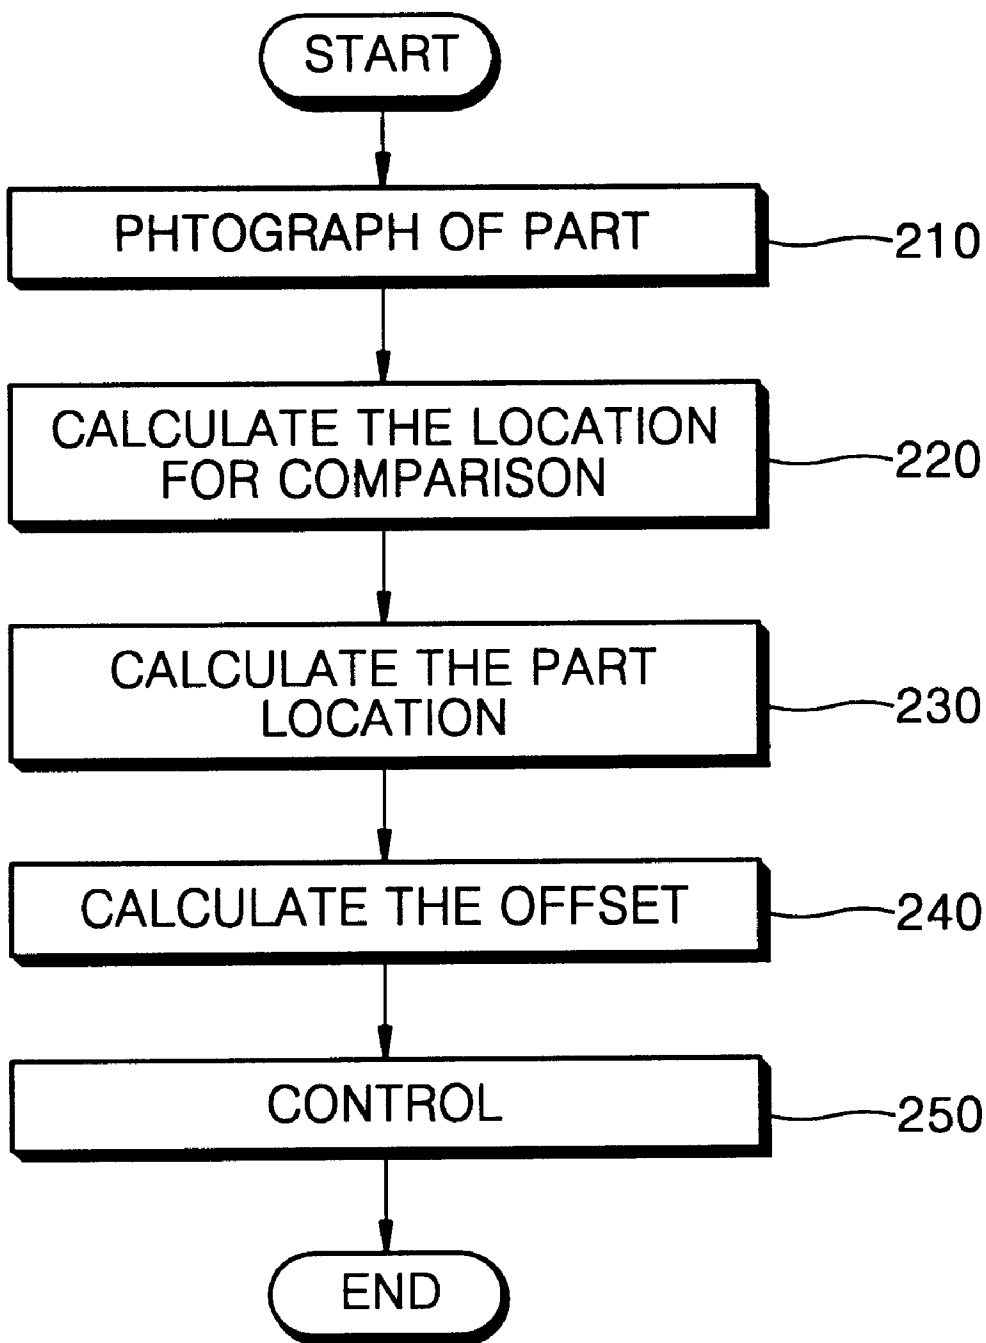 START
PHTOGRAPH OF PART
210
CALCULATE THE LOCATION
FOR COMPARISON
220
CALCULATE THE PART
LOCATION
230
CALCULATE THE OFFSET
240
CONTROL
250
END